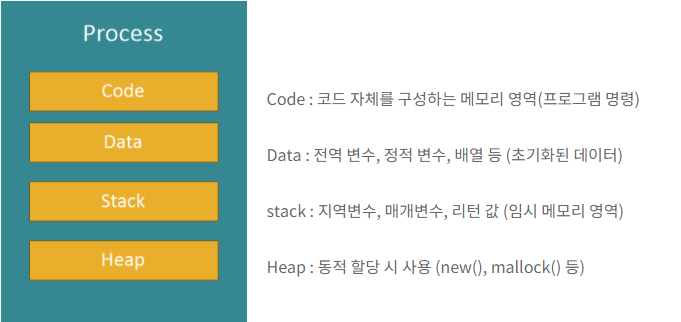 Process
Code
Data
Stack
Heap
Code : 코드 자체를 구성하는 메모리 영역(프로그램 명령)
Data : 전역 변수, 정적 변수, 배열 등 (초기화된 데이터)
stack : 지역변수, 매개변수, 리턴 값 (임시 메모리 영역)
Heap : 동적 할당 시 사용 (new(), mallock() 등)